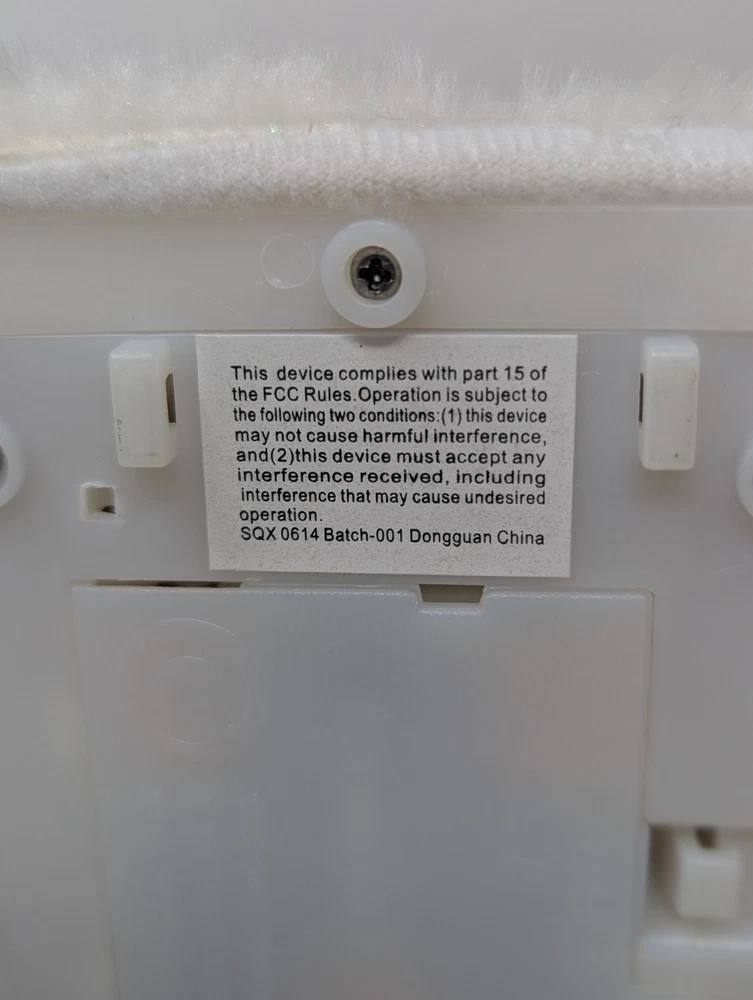 This device complies with part 15 of
the FCC Rules.Operation is subject to
the following two conditions:(1) this device
may not cause harmful interference,
and(2)this device must accept any
interference received, including
interference that may cause undesired
operation.
SQX 0614 Batch-001 Dongguan China